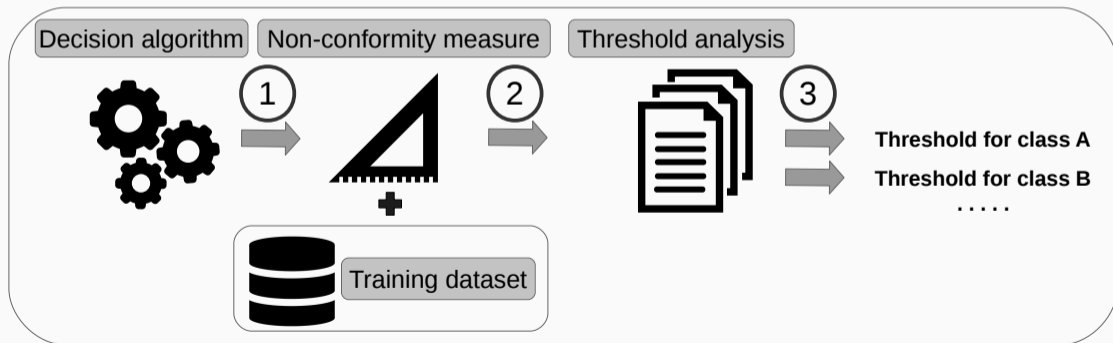 Decision algorithm
Non-conformity measure
Threshold analysis
1
2
3
Threshold for class A
Threshold for class B
. . . . .
Training dataset